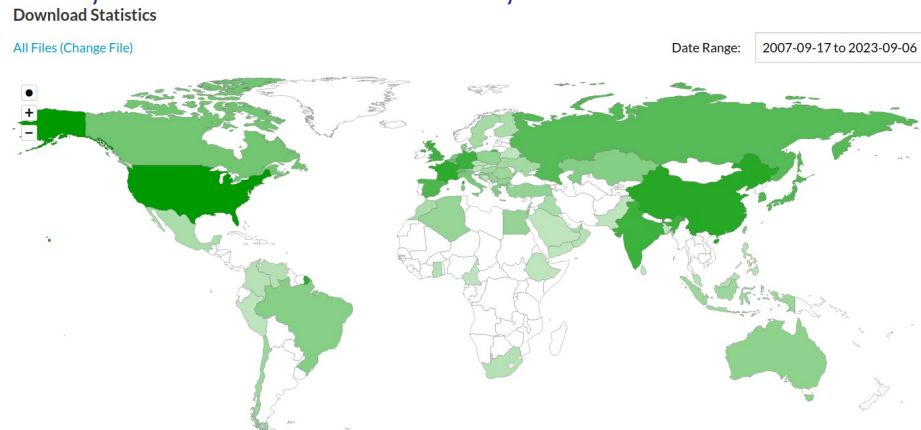 Download Statistics
All Files (Change File)
Date Range: 2007-09-17 to 2023-09-06
+
−